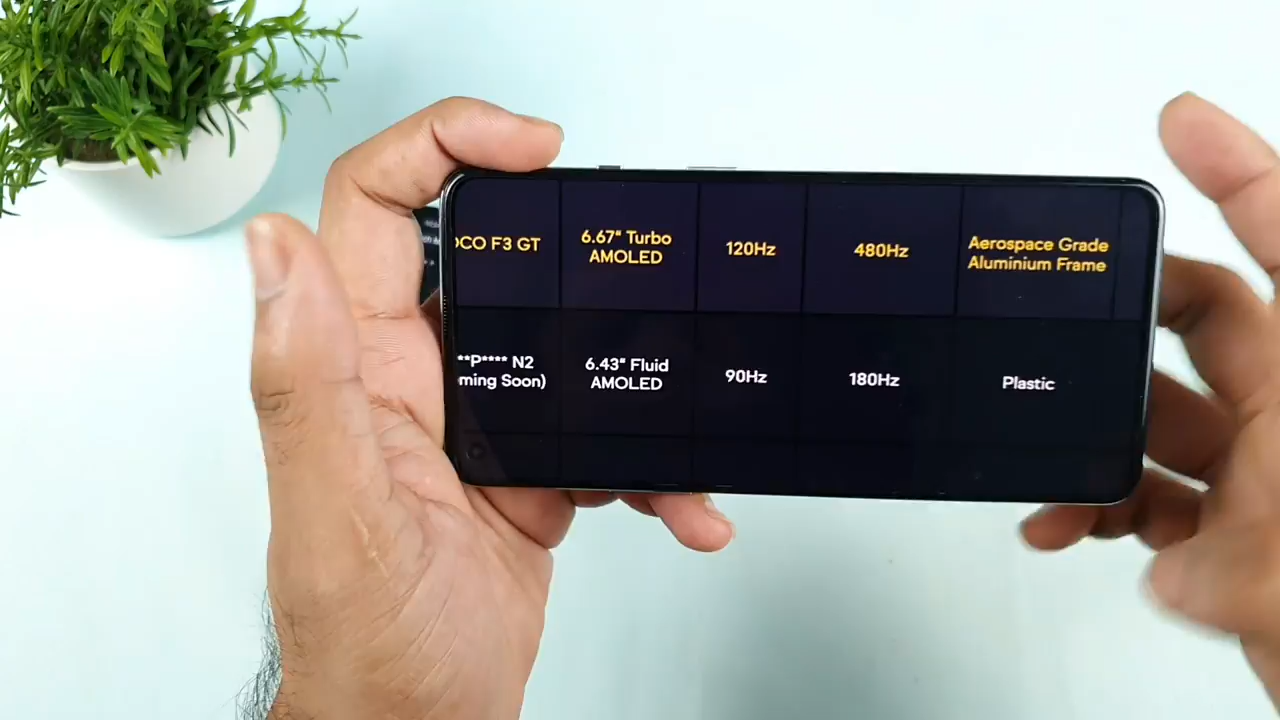 OCO F3 GT
6.67" Turbo
AMOLED
120Hz
480Hz
Aerospace Grade
Aluminium Frame
**P**** N2
ming Soon)
6.43" Fluid
AMOLED
90Hz
180Hz
Plastic